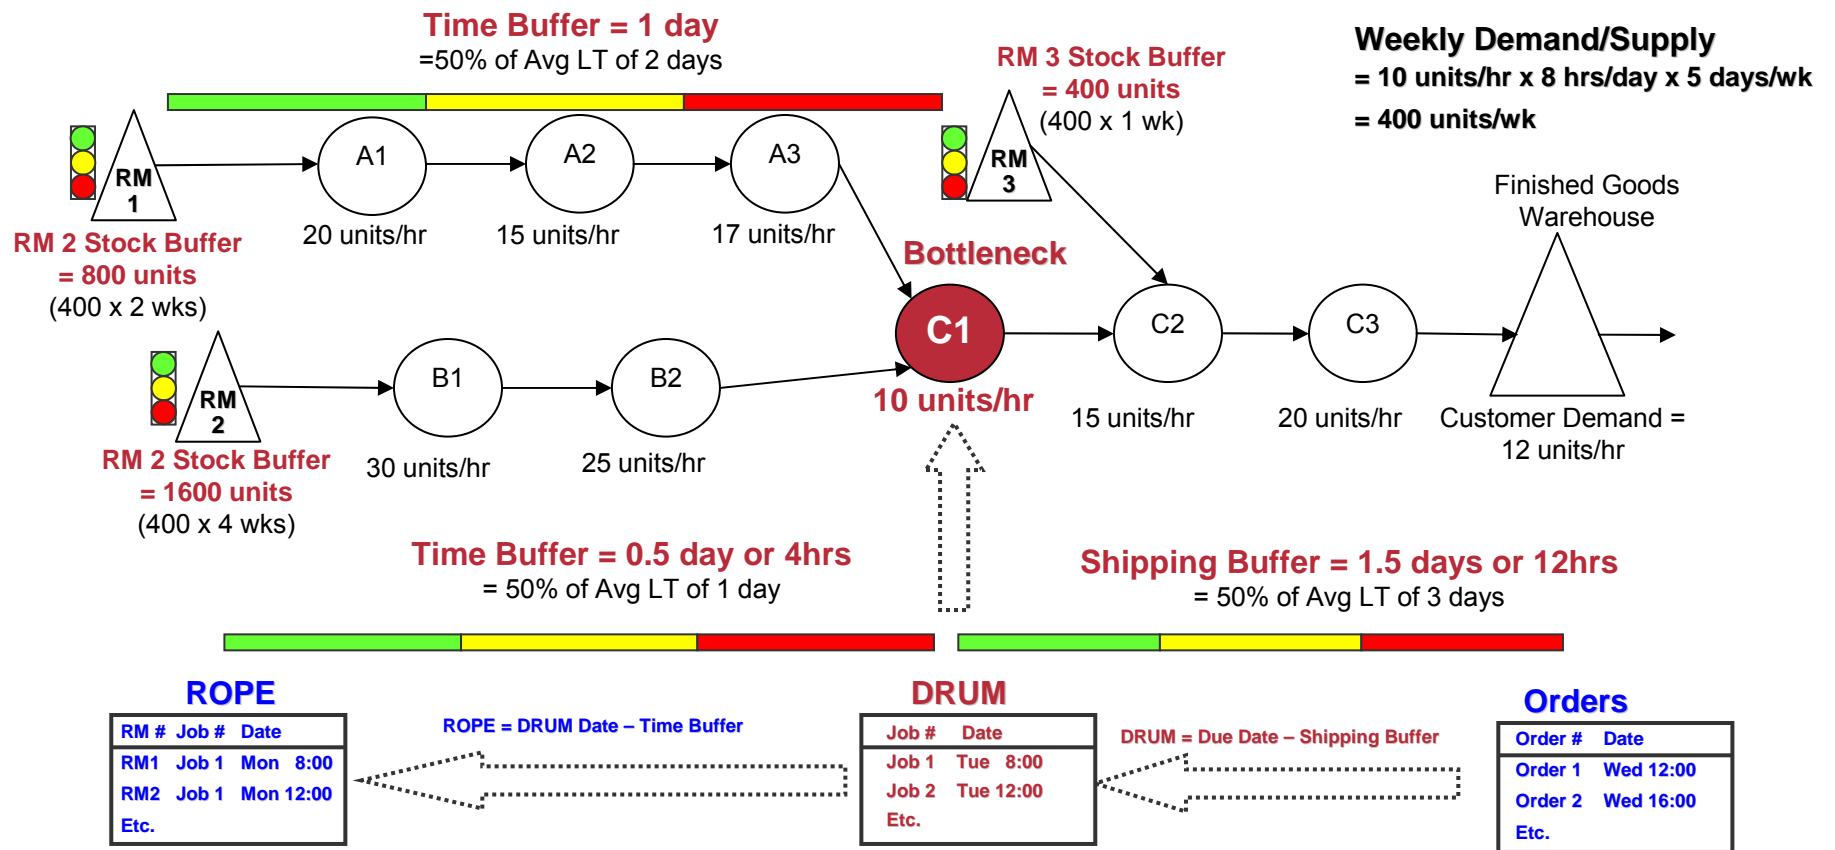 Time Buffer = 1 day
=50% of Avg LT of 2 days
RM 3 Stock Buffer
= 400 units
(400 x 1 wk)
Weekly Demand/Supply
= 10 units/hr x 8 hrs/day x 5 days/wk
= 400 units/wk
RM
1
A1
A2
A3
RM
3
20 units/hr
15 units/hr
17 units/hr
RM 2 Stock Buffer
= 800 units
(400 x 2 wks)
Finished Goods
Warehouse
Bottleneck
C1
10 units/hr
C2
C3
15 units/hr
20 units/hr
Customer Demand =
12 units/hr
RM
2
B1
B2
30 units/hr
25 units/hr
RM 2 Stock Buffer
= 1600 units
(400 x 4 wks)
Time Buffer = 0.5 day or 4hrs
= 50% of Avg LT of 1 day
Shipping Buffer = 1.5 days or 12hrs
= 50% of Avg LT of 3 days
ROPE
RM # Job # Date
RM1 Job 1 Mon 8:00
RM2 Job 1 Mon 12:00
Etc.
ROPE = DRUM Date – Time Buffer
DRUM
Job # Date
Job 1 Tue 8:00
Job 2 Tue 12:00
Etc.
DRUM = Due Date – Shipping Buffer
Orders
Order # Date
Order 1 Wed 12:00
Order 2 Wed 16:00
Etc.